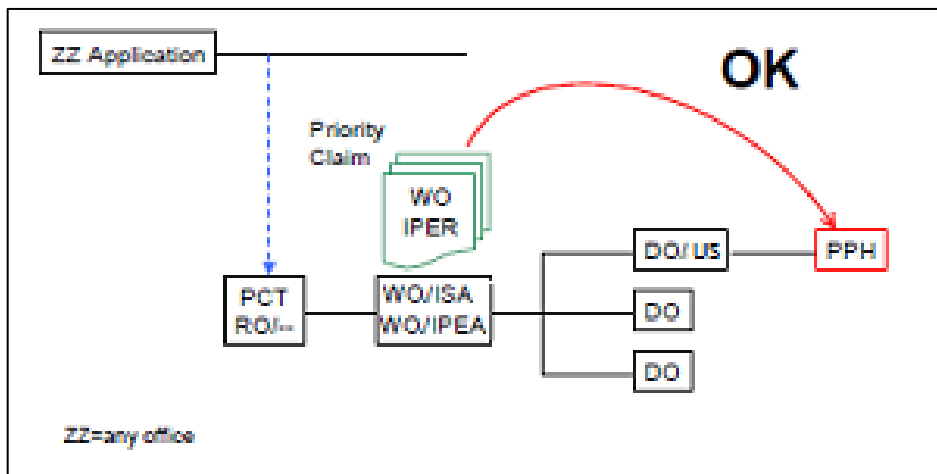 ZZ Application
OK
Priority
Claim
WO
IPER
DO/US
PPH
PCT
RO/--
WO/ISA
WO/IPEA
DO
DO
ZZ=any office